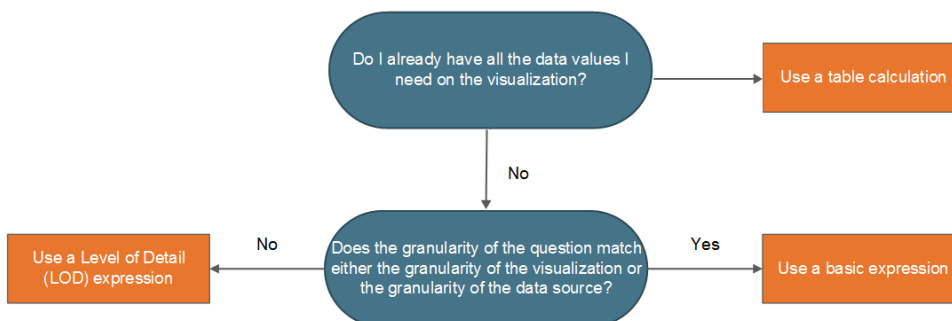 Do I already have all the data values I
need on the visualization?
Use a table calculation
No
No
Does the granularity of the question match
either the granularity of the visualization or
the granularity of the data source?
Yes
Use a Level of Detail
(LOD) expression
Use a basic expression